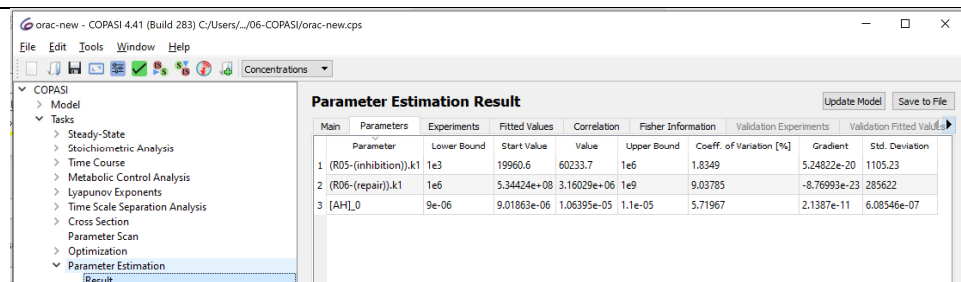 orac-new - COPASI 4.41 (Build 283) C:/Users/.../06-COPASI/orac-new.cps
File Edit Tools Window Help
Concentrations
COPASI
Model
Tasks
Steady-State
Stoichiometric Analysis
Time Course
Metabolic Control Analysis
Lyapunov Exponents
Time Scale Separation Analysis
Cross Section
Parameter Scan
Optimization
Parameter Estimation
Result
Parameter Estimation Result
Update Model Save to File
Main Parameters Experiments Fitted Values Correlation Fisher Information Validation Experiments Validation Fitted Values
Parameter Lower Bound Start Value Value Upper Bound Coeff. of Variation [%] Gradient Std. Deviation
1 (R05-(inhibition)).k1 1e3 19960.6 60233.7 1e6 1.8349 5.24822e-20 1105.23
2 (R06-(repair)).k1 1e6 5.34424e+08 3.16029e+06 1e9 9.03785 -8.76993e-23 285622
3 [AH]_0 9e-06 9.01863e-06 1.06395e-05 1.1e-05 5.71967 2.1387e-11 6.08546e-07